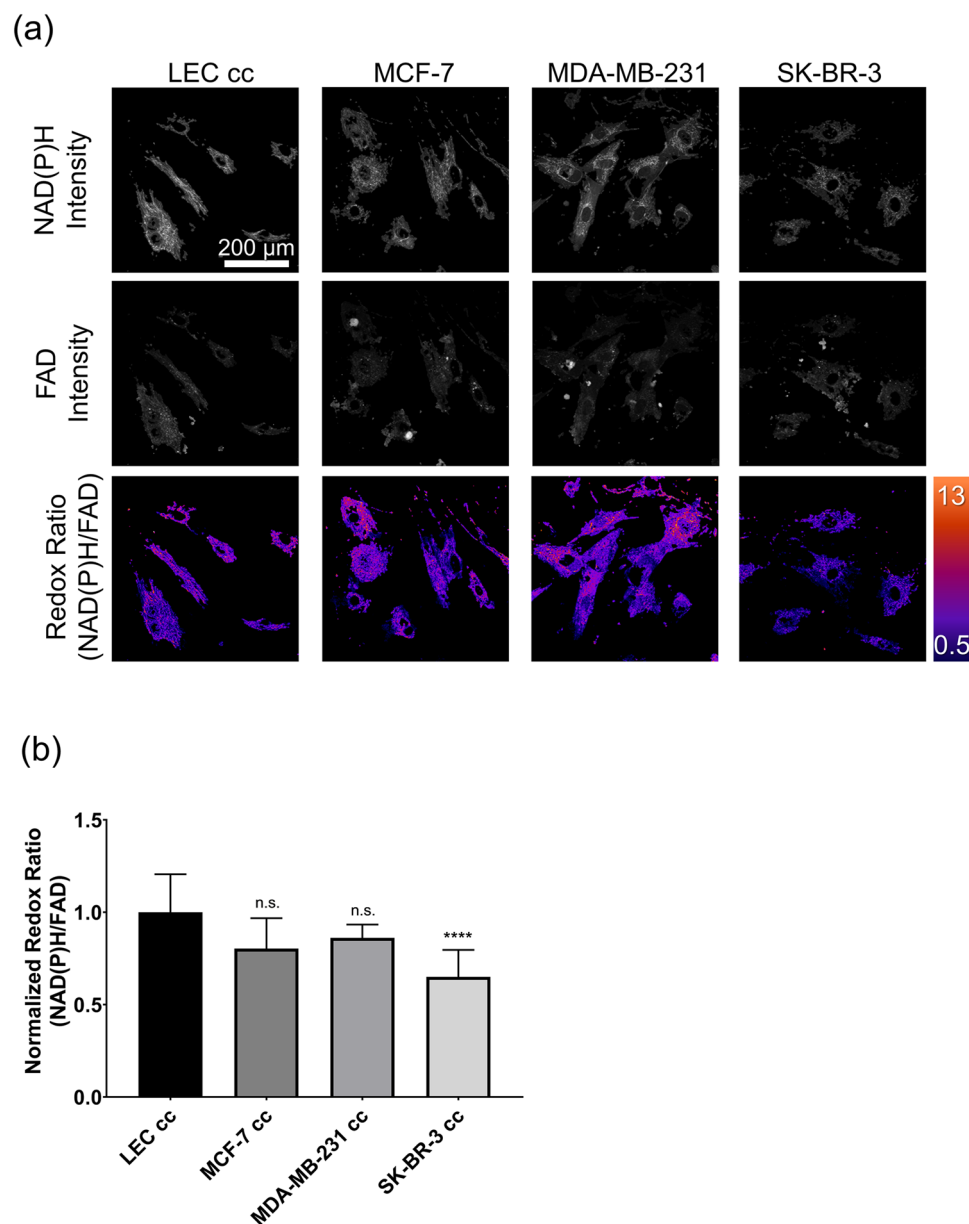 (a)
LEC cc
MCF-7
MDA-MB-231
SK-BR-3
NAD(P)H
Intensity
200 µm
FAD
Intensity
Redox Ratio
(NAD(P)H/FAD)
13
0.5
(b)
Normalized Redox Ratio
(NAD(P)H/FAD)
1.5
1.0
0.5
0.0
n.s.
n.s.
****
LEC cc
MCF-7 cc
MDA-MB-231 cc
SK-BR-3 cc